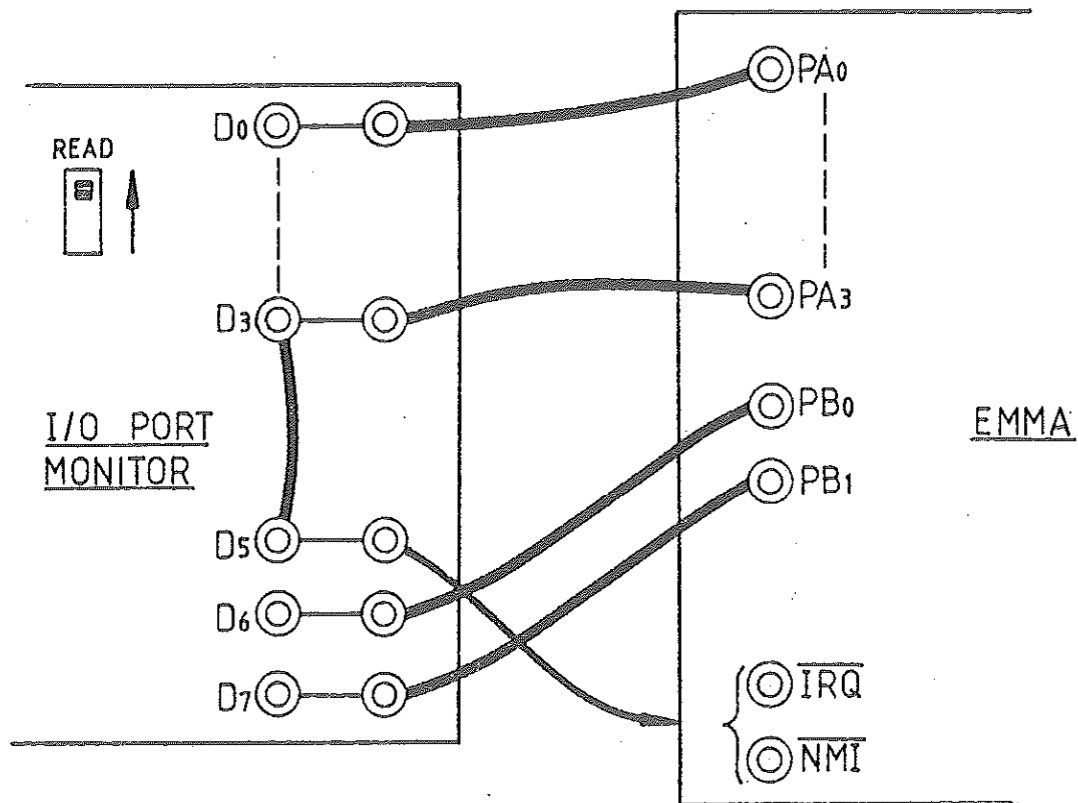 PA0
D0
READ
D3
PA3
PB0
I/O PORT
MONITOR
EMMA
PB1
D5
D6
D7
IRQ
NMI